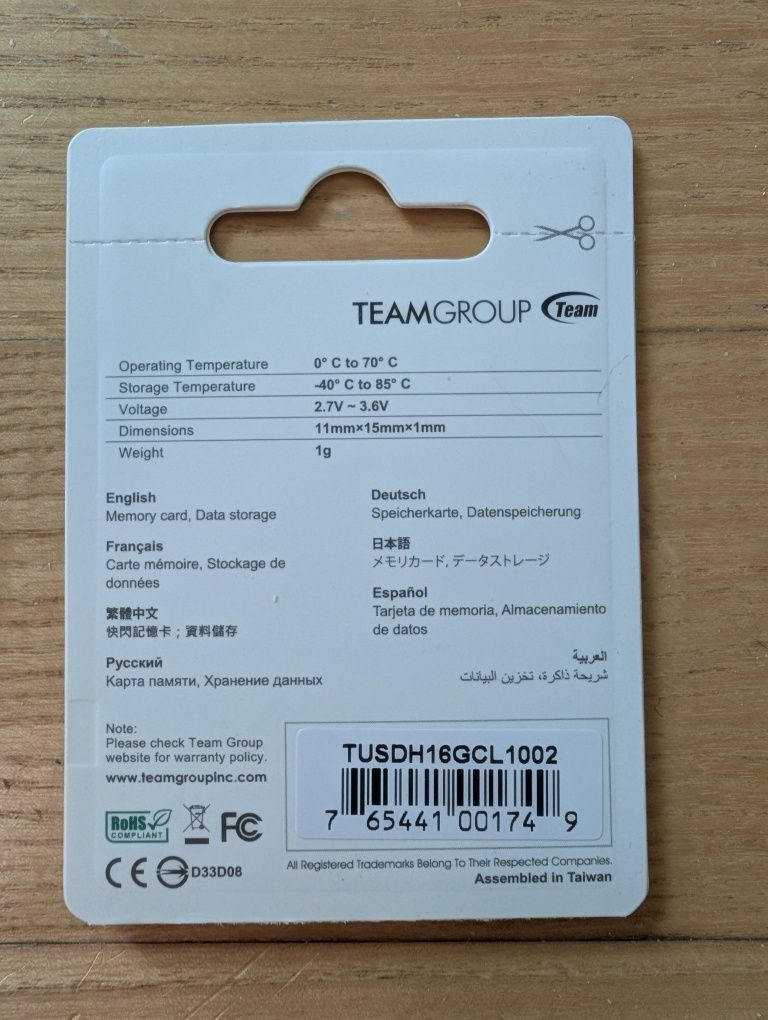 TEAMGROUP Team
Operating Temperature 0° C to 70° C
Storage Temperature -40° C to 85° C
Voltage 2.7V ~ 3.6V
Dimensions 11mm×15mm×1mm
Weight 1g
English
Memory card, Data storage
Français
Carte mémoire, Stockage de
données
繁體中文
快閃記憶卡；資料儲存
Русский
Карта памяти, Хранение данных
Deutsch
Speicherkarte, Datenspeicherung
日本語
メモリカード, データストレージ
Español
Tarjeta de memoria, Almacenamiento
de datos
العربية
شريحة ذاكرة، تخزين البيانات
Note:
Please check Team Group
website for warranty policy.
www.teamgroupinc.com
RoHS
COMPLIANT
FC
CE D33D08
TUSDH16GCL1002
7 65441 00174 9
All Registered Trademarks Belong To Their Respected Companies.
Assembled in Taiwan